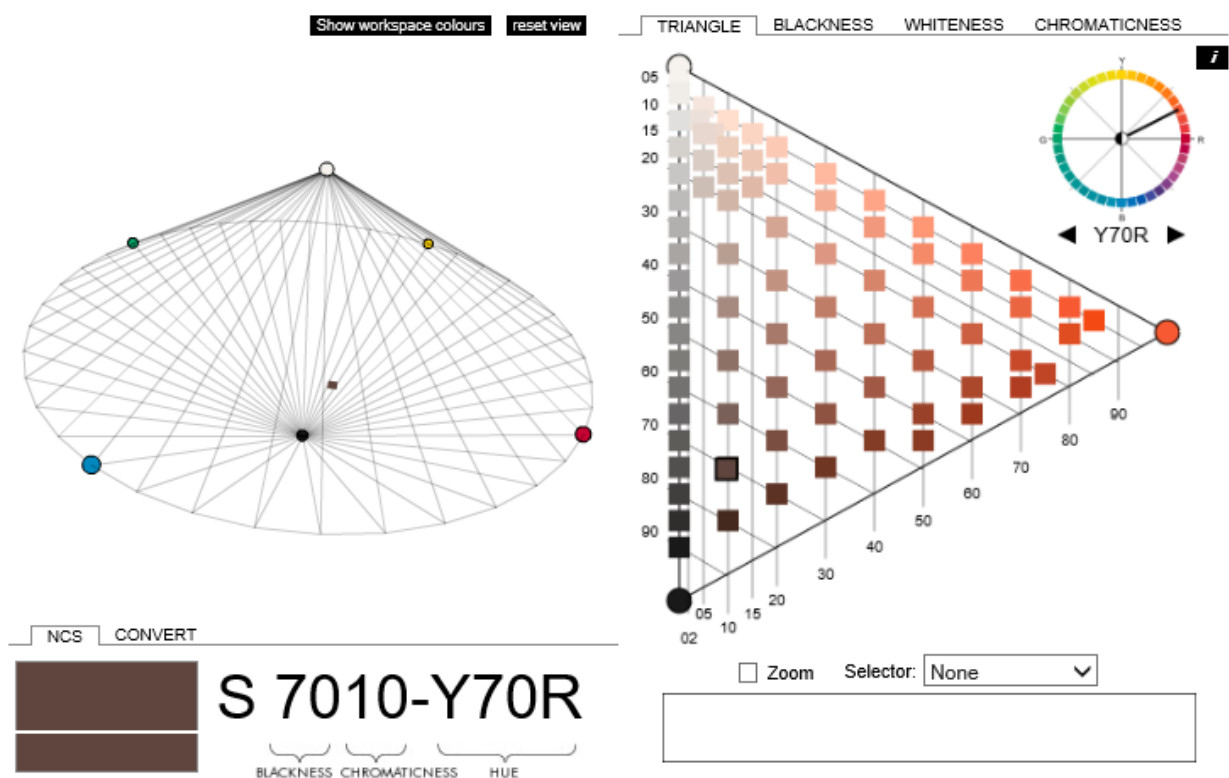 Show workspace colours reset view
TRIANGLE BLACKNESS WHITENESS CHROMATICNESS
i
05
10
15
20
30
40
50
60
70
80
90
Y
G R
B
Y70R
90
80
70
60
50
40
30
20
15
10
05
02
NCS CONVERT
S 7010-Y70R
BLACKNESS CHROMATICNESS HUE
Zoom Selector: None